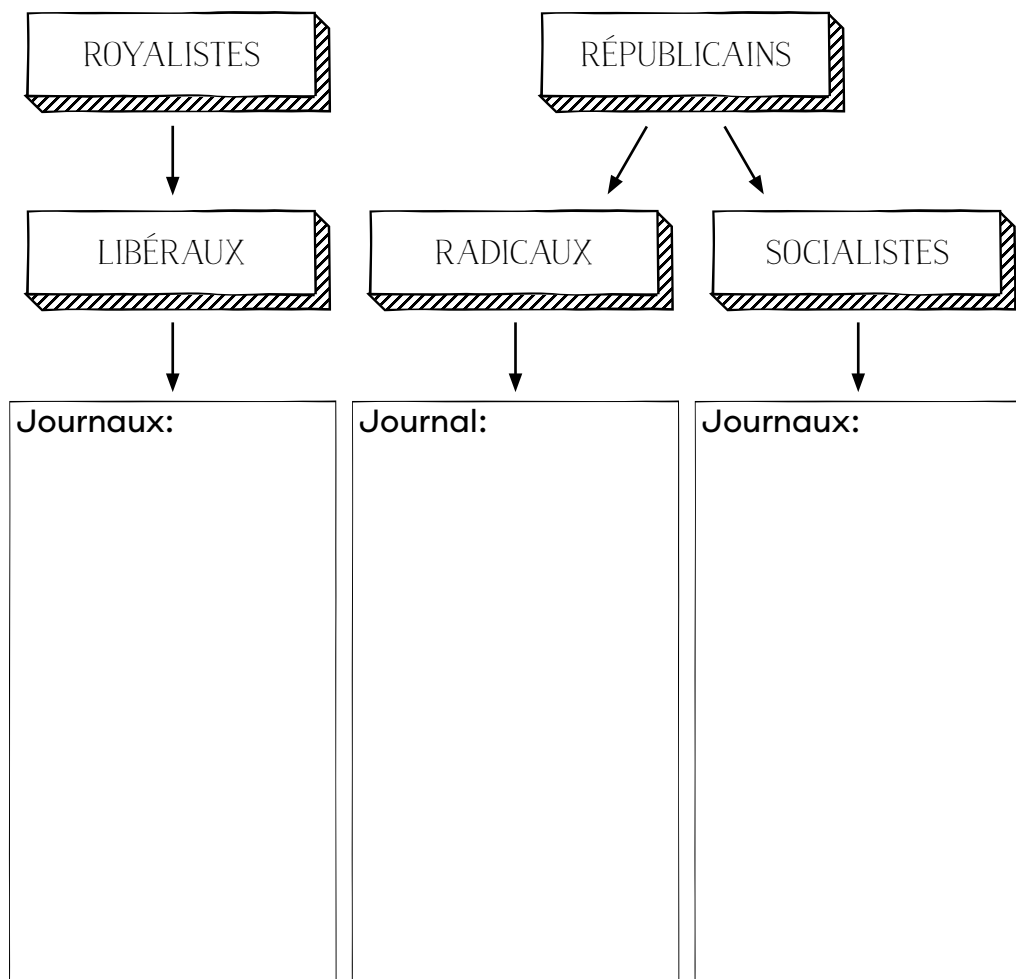 ROYALISTES
RÉPUBLICAINS
LIBÉRAUX
RADICAUX
SOCIALISTES
Journaux:
Journal:
Journaux: